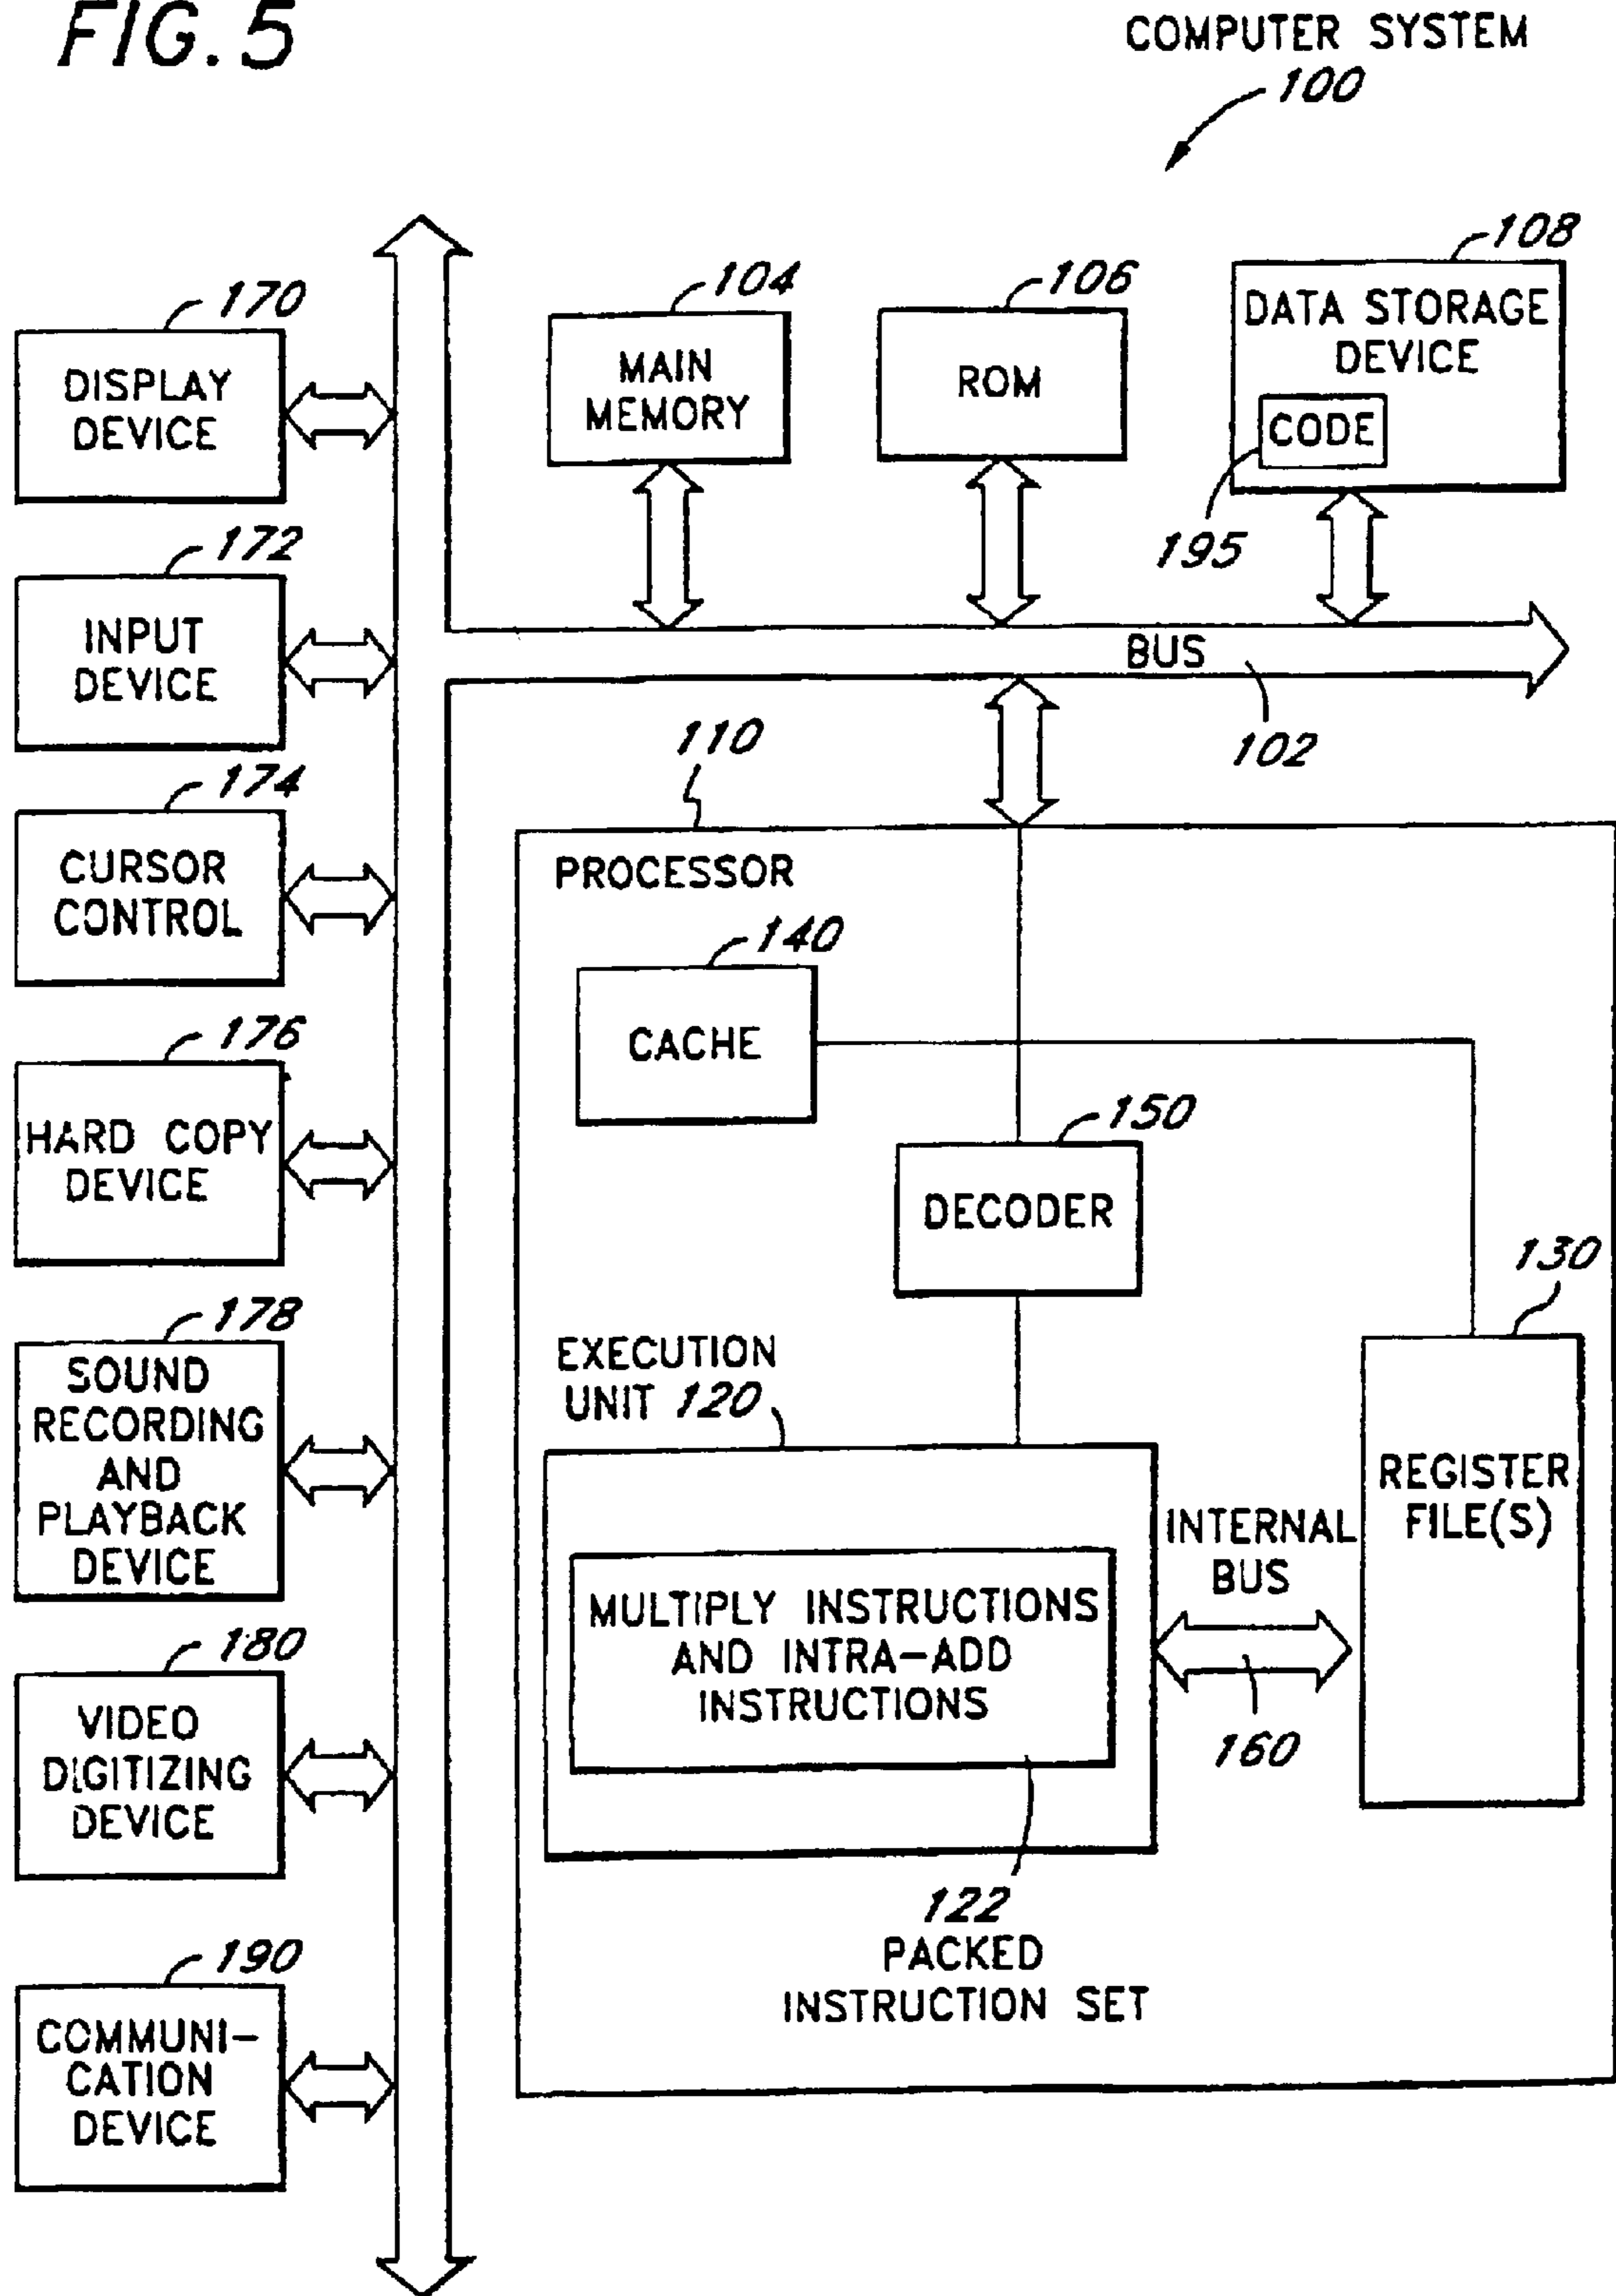 FIG. 5
COMPUTER SYSTEM
100
108
DATA STORAGE
DEVICE
CODE
195
104
MAIN
MEMORY
106
ROM
170
DISPLAY
DEVICE
172
INPUT
DEVICE
BUS
102
174
CURSOR
CONTROL
110
PROCESSOR
140
CACHE
176
HARD COPY
DEVICE
150
DECODER
130
REGISTER
FILE(S)
178
SOUND
RECORDING
AND
PLAYBACK
DEVICE
EXECUTION
UNIT 120
MULTIPLY INSTRUCTIONS
AND INTRA-ADD
INSTRUCTIONS
INTERNAL
BUS
160
180
VIDEO
DIGITIZING
DEVICE
122
PACKED
INSTRUCTION SET
190
COMMUNI-
CATION
DEVICE